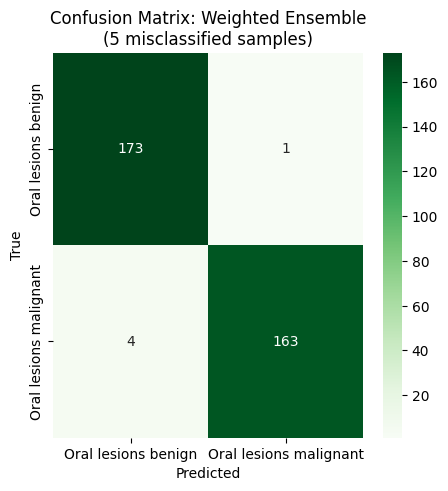 Confusion Matrix: Weighted Ensemble
(5 misclassified samples)
True
Oral lesions benign
Oral lesions malignant
173
1
4
163
Oral lesions benign
Oral lesions malignant
Predicted
160
140
120
100
80
60
40
20